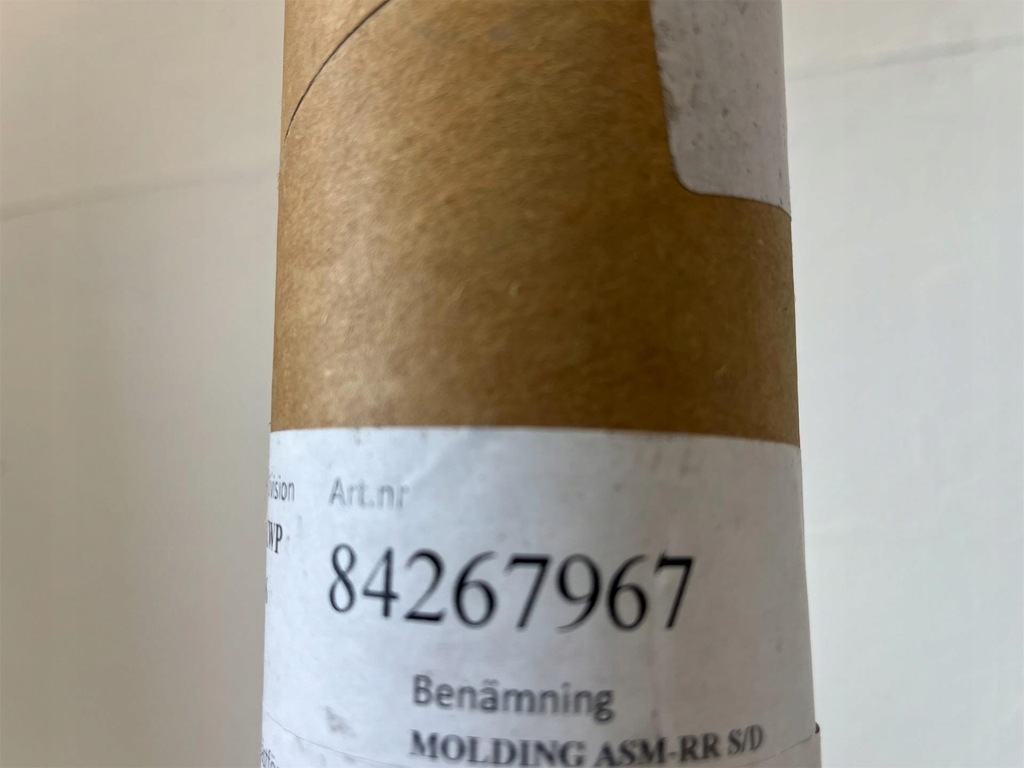 Art.nr
84267967
Benämning
MOLDING ASM-RR S/D